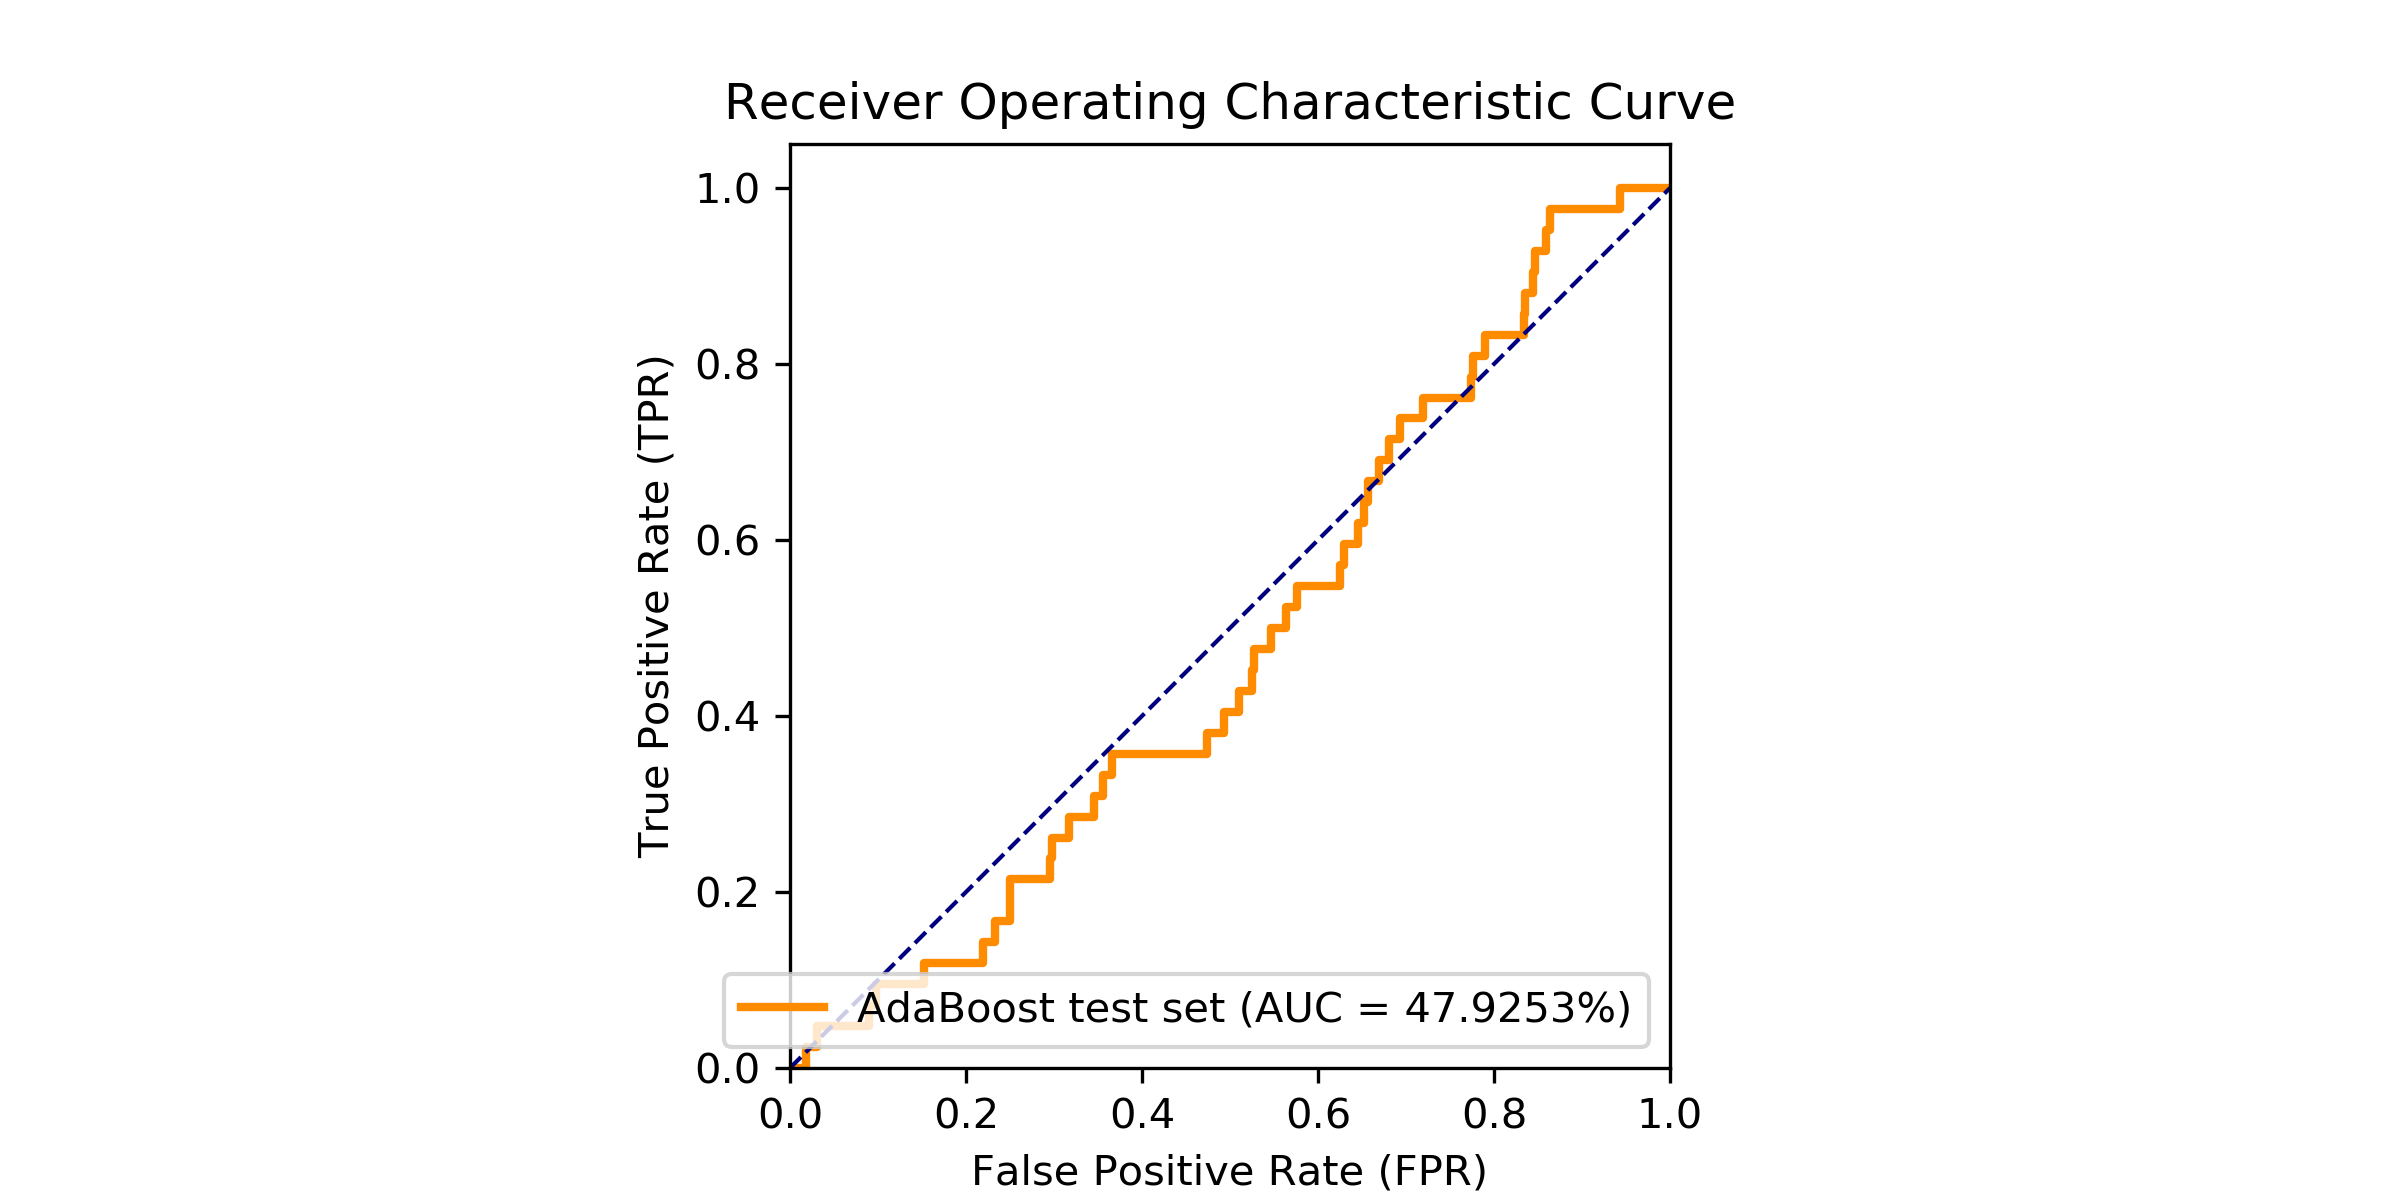 Receiver Operating Characteristic Curve
1.0
0.8
0.6
0.4
0.2
0.0
True Positive Rate (TPR)
AdaBoost test set (AUC = 47.9253%)
0.0 0.2 0.4 0.6 0.8 1.0
False Positive Rate (FPR)